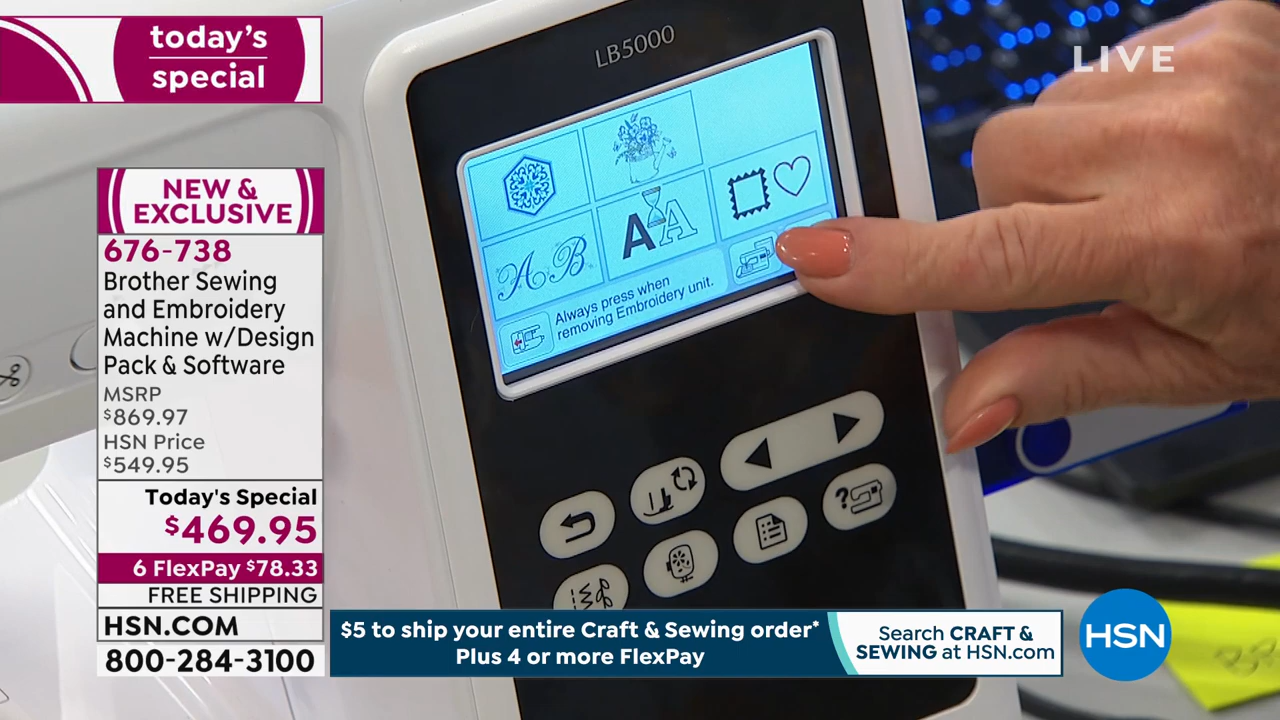 today's
special
NEW &
EXCLUSIVE
676-738
Brother Sewing
and Embroidery
Machine w/Design
Pack & Software
MSRP
$869.97
HSN Price
$549.95
Today's Special
$469.95
6 FlexPay $78.33
FREE SHIPPING
HSN.COM
800-284-3100
LB5000
LIVE
A A
A B
Always press when
removing Embroidery unit.
?
$5 to ship your entire Craft & Sewing order*
Plus 4 or more FlexPay
Search CRAFT &
SEWING at HSN.com
HSN